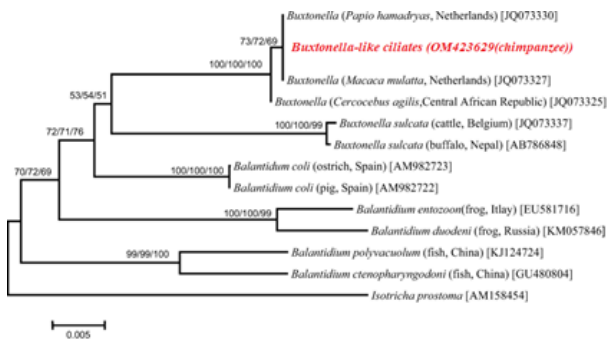 Buxtonella (Papio hamadryas, Netherlands) [JQ073330]
73/72/69
Buxtonella-like ciliates (OM423629(chimpanzee))
100/100/100
Buxtonella (Macaca mulatta, Netherlands) [JQ073327]
53/54/51
Buxtonella (Cercocebus agilis,Central African Republic) [JQ073325]
100/100/99
Buxtonella sulcata (cattle, Belgium) [JQ073337]
72/71/76
Buxtonella sulcata (buffalo, Nepal) [AB786848]
100/100/100
Balantidum coli (ostrich, Spain) [AM982723]
70/72/69
Balantidium coli (pig, Spain) [AM982722]
100/100/99
Balantidium entozoon(frog, Itlay) [EU581716]
Balantidium duodeni (frog, Russia) [KM057846]
99/99/100
Balantidium polyvacuolum (fish, China) [KJ124724]
Balantidium ctenopharyngodoni (fish, China) [GU480804]
Isotricha prostoma [AM158454]
0.005